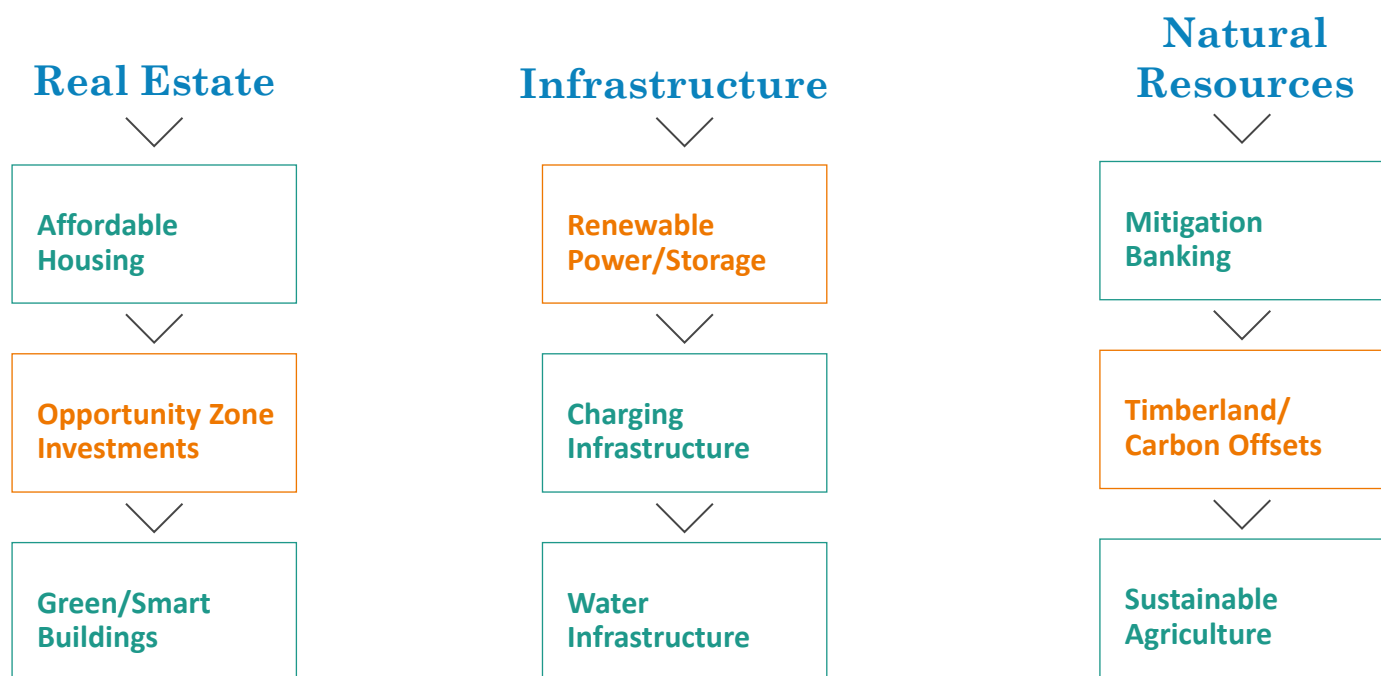 Real Estate
Affordable
Housing
Opportunity Zone
Investments
Green/Smart
Buildings
Infrastructure
Renewable
Power/Storage
Charging
Infrastructure
Water
Infrastructure
Natural
Resources
Mitigation
Banking
Timberland/
Carbon Offsets
Sustainable
Agriculture